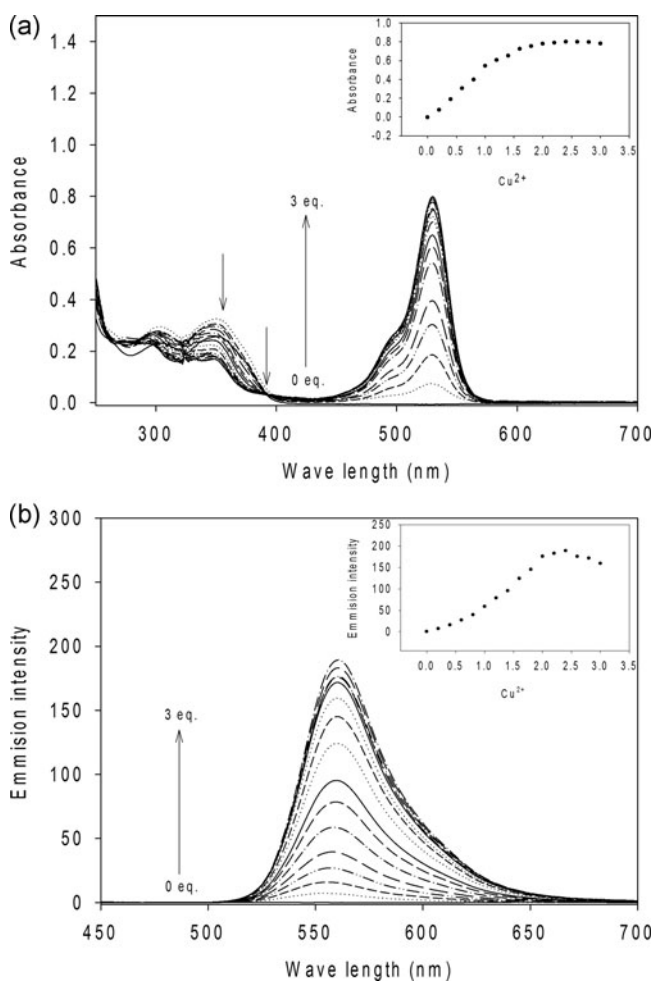 (a)
1.4
1.2
1.0
0.8
0.6
0.4
0.2
0.0
Absorbance
300 400 500 600 700
Wave length (nm)
3 eq.
0 eq.
1.0
0.8
0.6
0.4
0.2
0.0
-0.2
Absorbance
0.0 0.5 1.0 1.5 2.0 2.5 3.0 3.5
Cu2+
(b)
300
250
200
150
100
50
0
Emmision intensity
450 500 550 600 650 700
Wave length (nm)
3 eq.
0 eq.
250
200
150
100
50
0
Emmision intensity
0.0 0.5 1.0 1.5 2.0 2.5 3.0 3.5
Cu2+